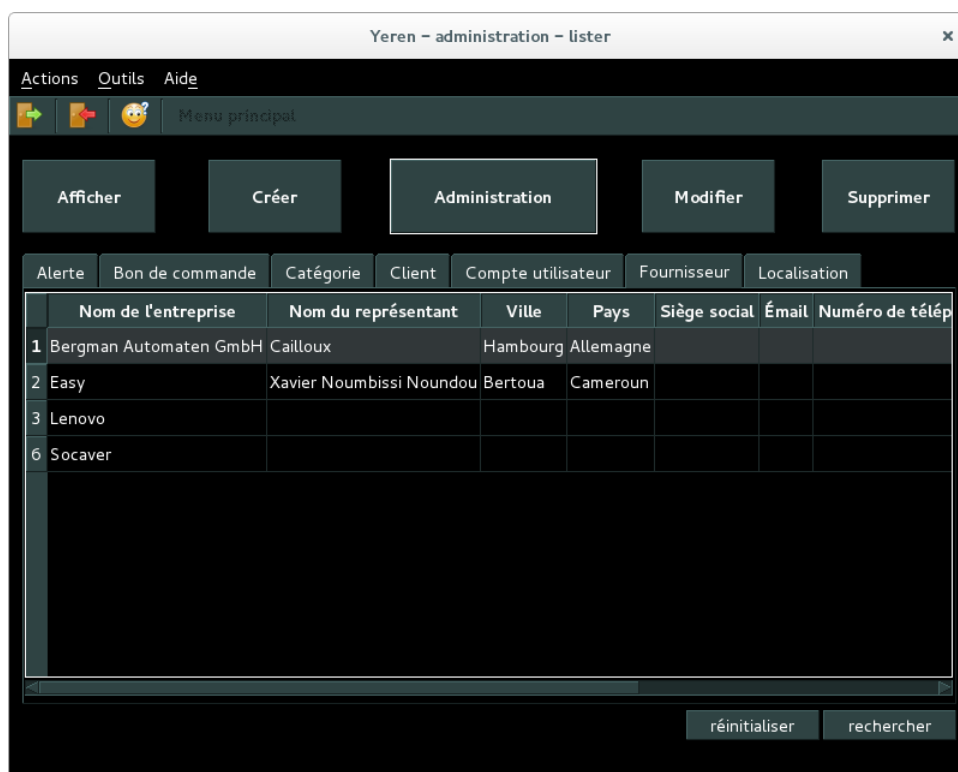 Yeren – administration – lister
Actions Outils Aide
Menu principal
Afficher Créer Administration Modifier Supprimer
Alerte Bon de commande Catégorie Client Compte utilisateur Fournisseur Localisation
Nom de l'entreprise Nom du représentant Ville Pays Siège social Émail Numéro de télép
1 Bergman Automaten GmbH Cailloux Hambourg Allemagne
2 Easy Xavier Noumbissi Noundou Bertoua Cameroun
3 Lenovo
6 Socaver
réinitialiser rechercher